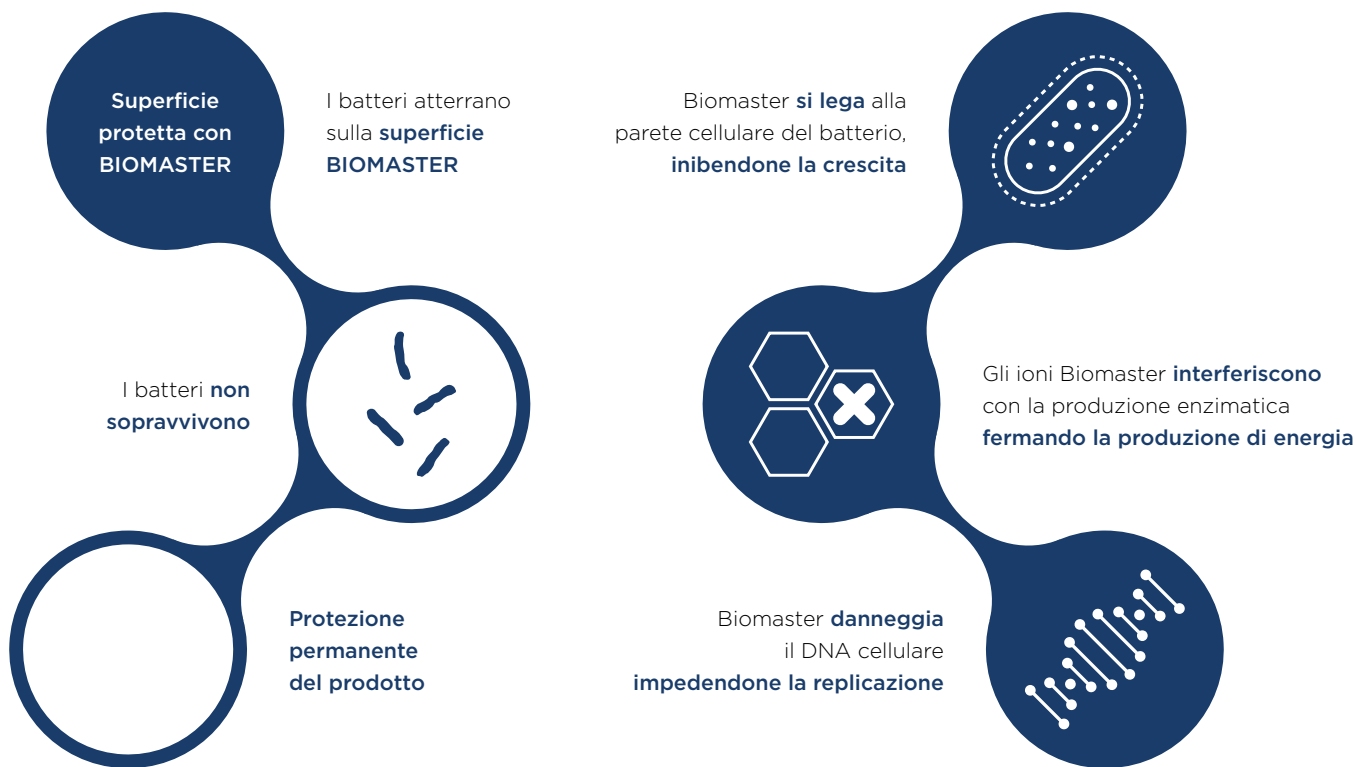 Superficie
protetta con
BIOMASTER
I batteri atterrano
sulla superficie
BIOMASTER
I batteri non
sopravvivono
Protezione
permanente
del prodotto
Biomaster si lega alla
parete cellulare del batterio,
inibendone la crescita
Gli ioni Biomaster interferiscono
con la produzione enzimatica
fermando la produzione di energia
Biomaster danneggia
il DNA cellulare
impedendone la replicazione